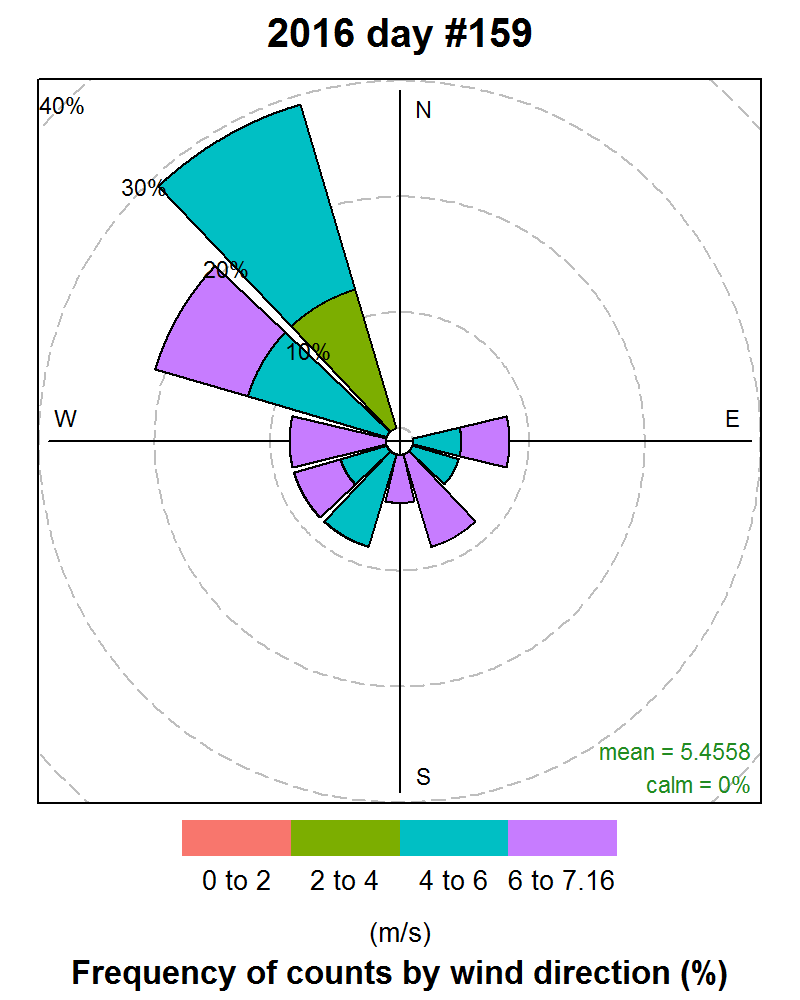 2016 day #159
40%
N
30%
20%
10%
W
E
mean = 5.4558
S
calm = 0%
0 to 2
2 to 4
4 to 6
6 to 7.16
(m/s)
Frequency of counts by wind direction (%)